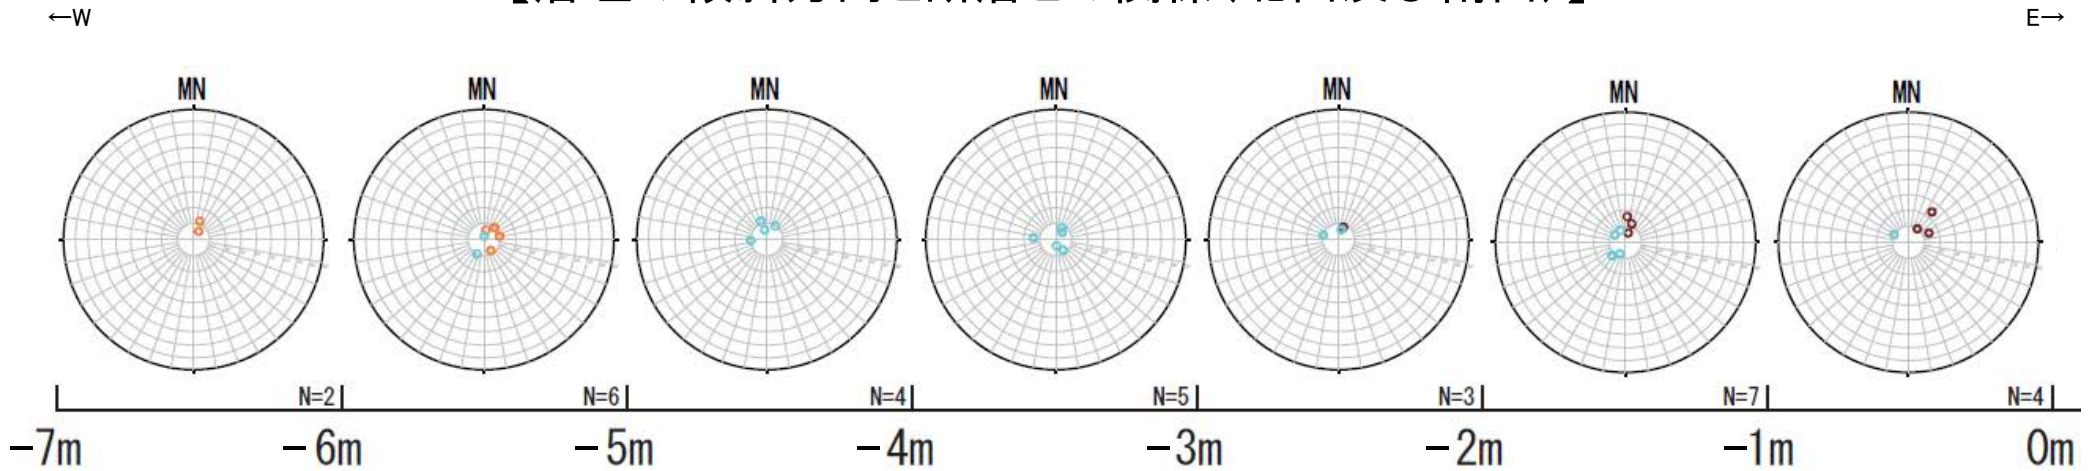 ←W E→
MN MN MN MN MN MN MN
N=2 N=6 N=4 N=5 N=3 N=7 N=4
-7m -6m -5m -4m -3m -2m -1m 0m